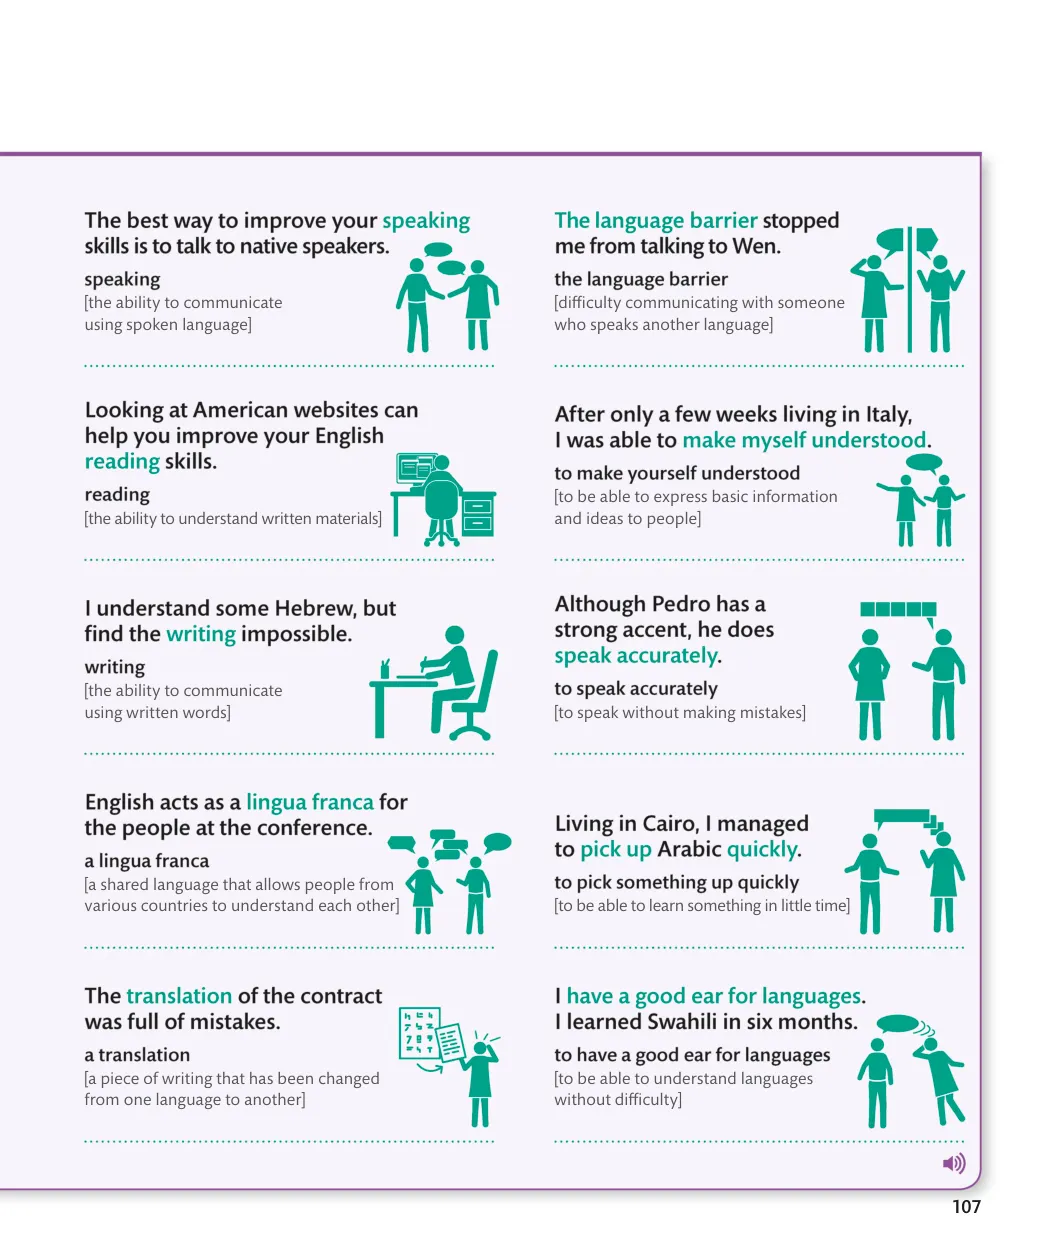 The best way to improve your speaking
skills is to talk to native speakers.
speaking
[the ability to communicate
using spoken language]
Looking at American websites can
help you improve your English
reading skills.
reading
[the ability to understand written materials]
I understand some Hebrew, but
find the writing impossible.
writing
[the ability to communicate
using written words]
English acts as a lingua franca for
the people at the conference.
a lingua franca
[a shared language that allows people from
various countries to understand each other]
The translation of the contract
was full of mistakes.
a translation
[a piece of writing that has been changed
from one language to another]
The language barrier stopped
me from talking to Wen.
the language barrier
[difficulty communicating with someone
who speaks another language]
After only a few weeks living in Italy,
I was able to make myself understood.
to make yourself understood
[to be able to express basic information
and ideas to people]
Although Pedro has a
strong accent, he does
speak accurately.
to speak accurately
[to speak without making mistakes]
Living in Cairo, I managed
to pick up Arabic quickly.
to pick something up quickly
[to be able to learn something in little time]
I have a good ear for languages.
I learned Swahili in six months.
to have a good ear for languages
[to be able to understand languages
without difficulty]
107